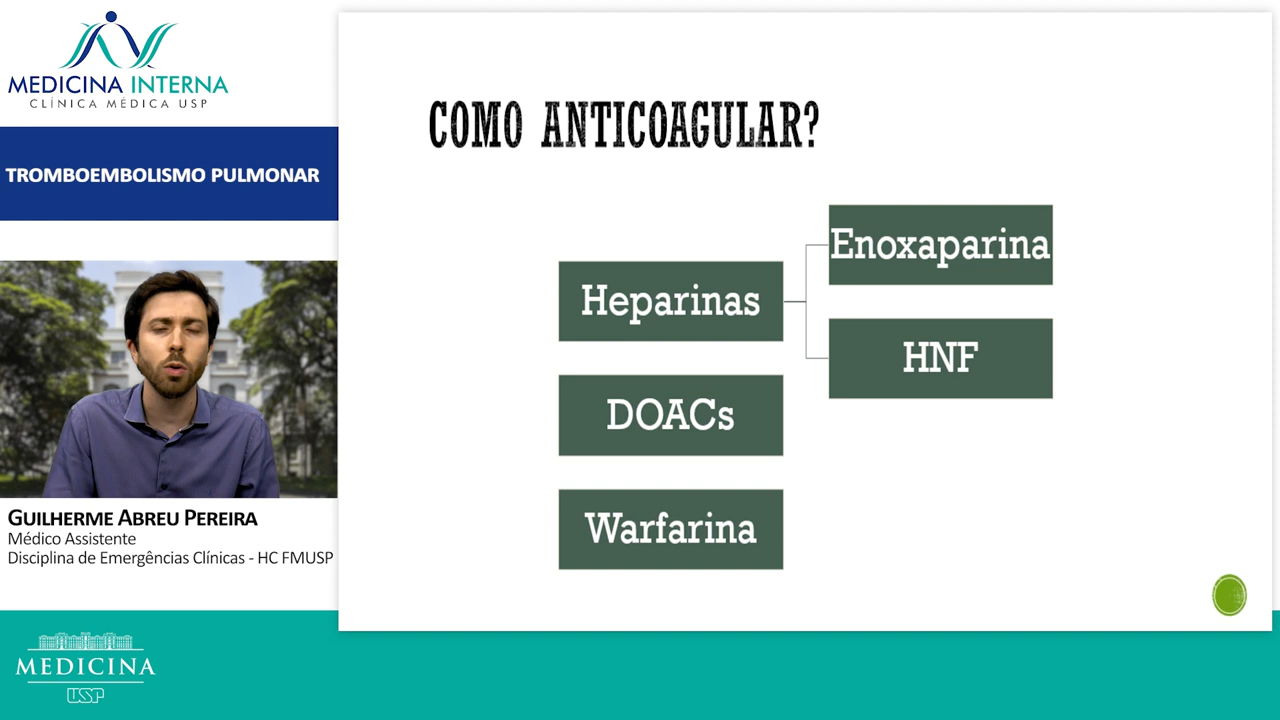 MEDICINA INTERNA
CLÍNICA MÉDICA USP
TROMBOEMBOLISMO PULMONAR
GUILHERME ABREU PEREIRA
Médico Assistente
Disciplina de Emergências Clínicas - HC FMUSP
MEDICINA
USP
COMO ANTICOAGULAR?
Heparinas
Enoxaparina
HNF
DOACs
Warfarina